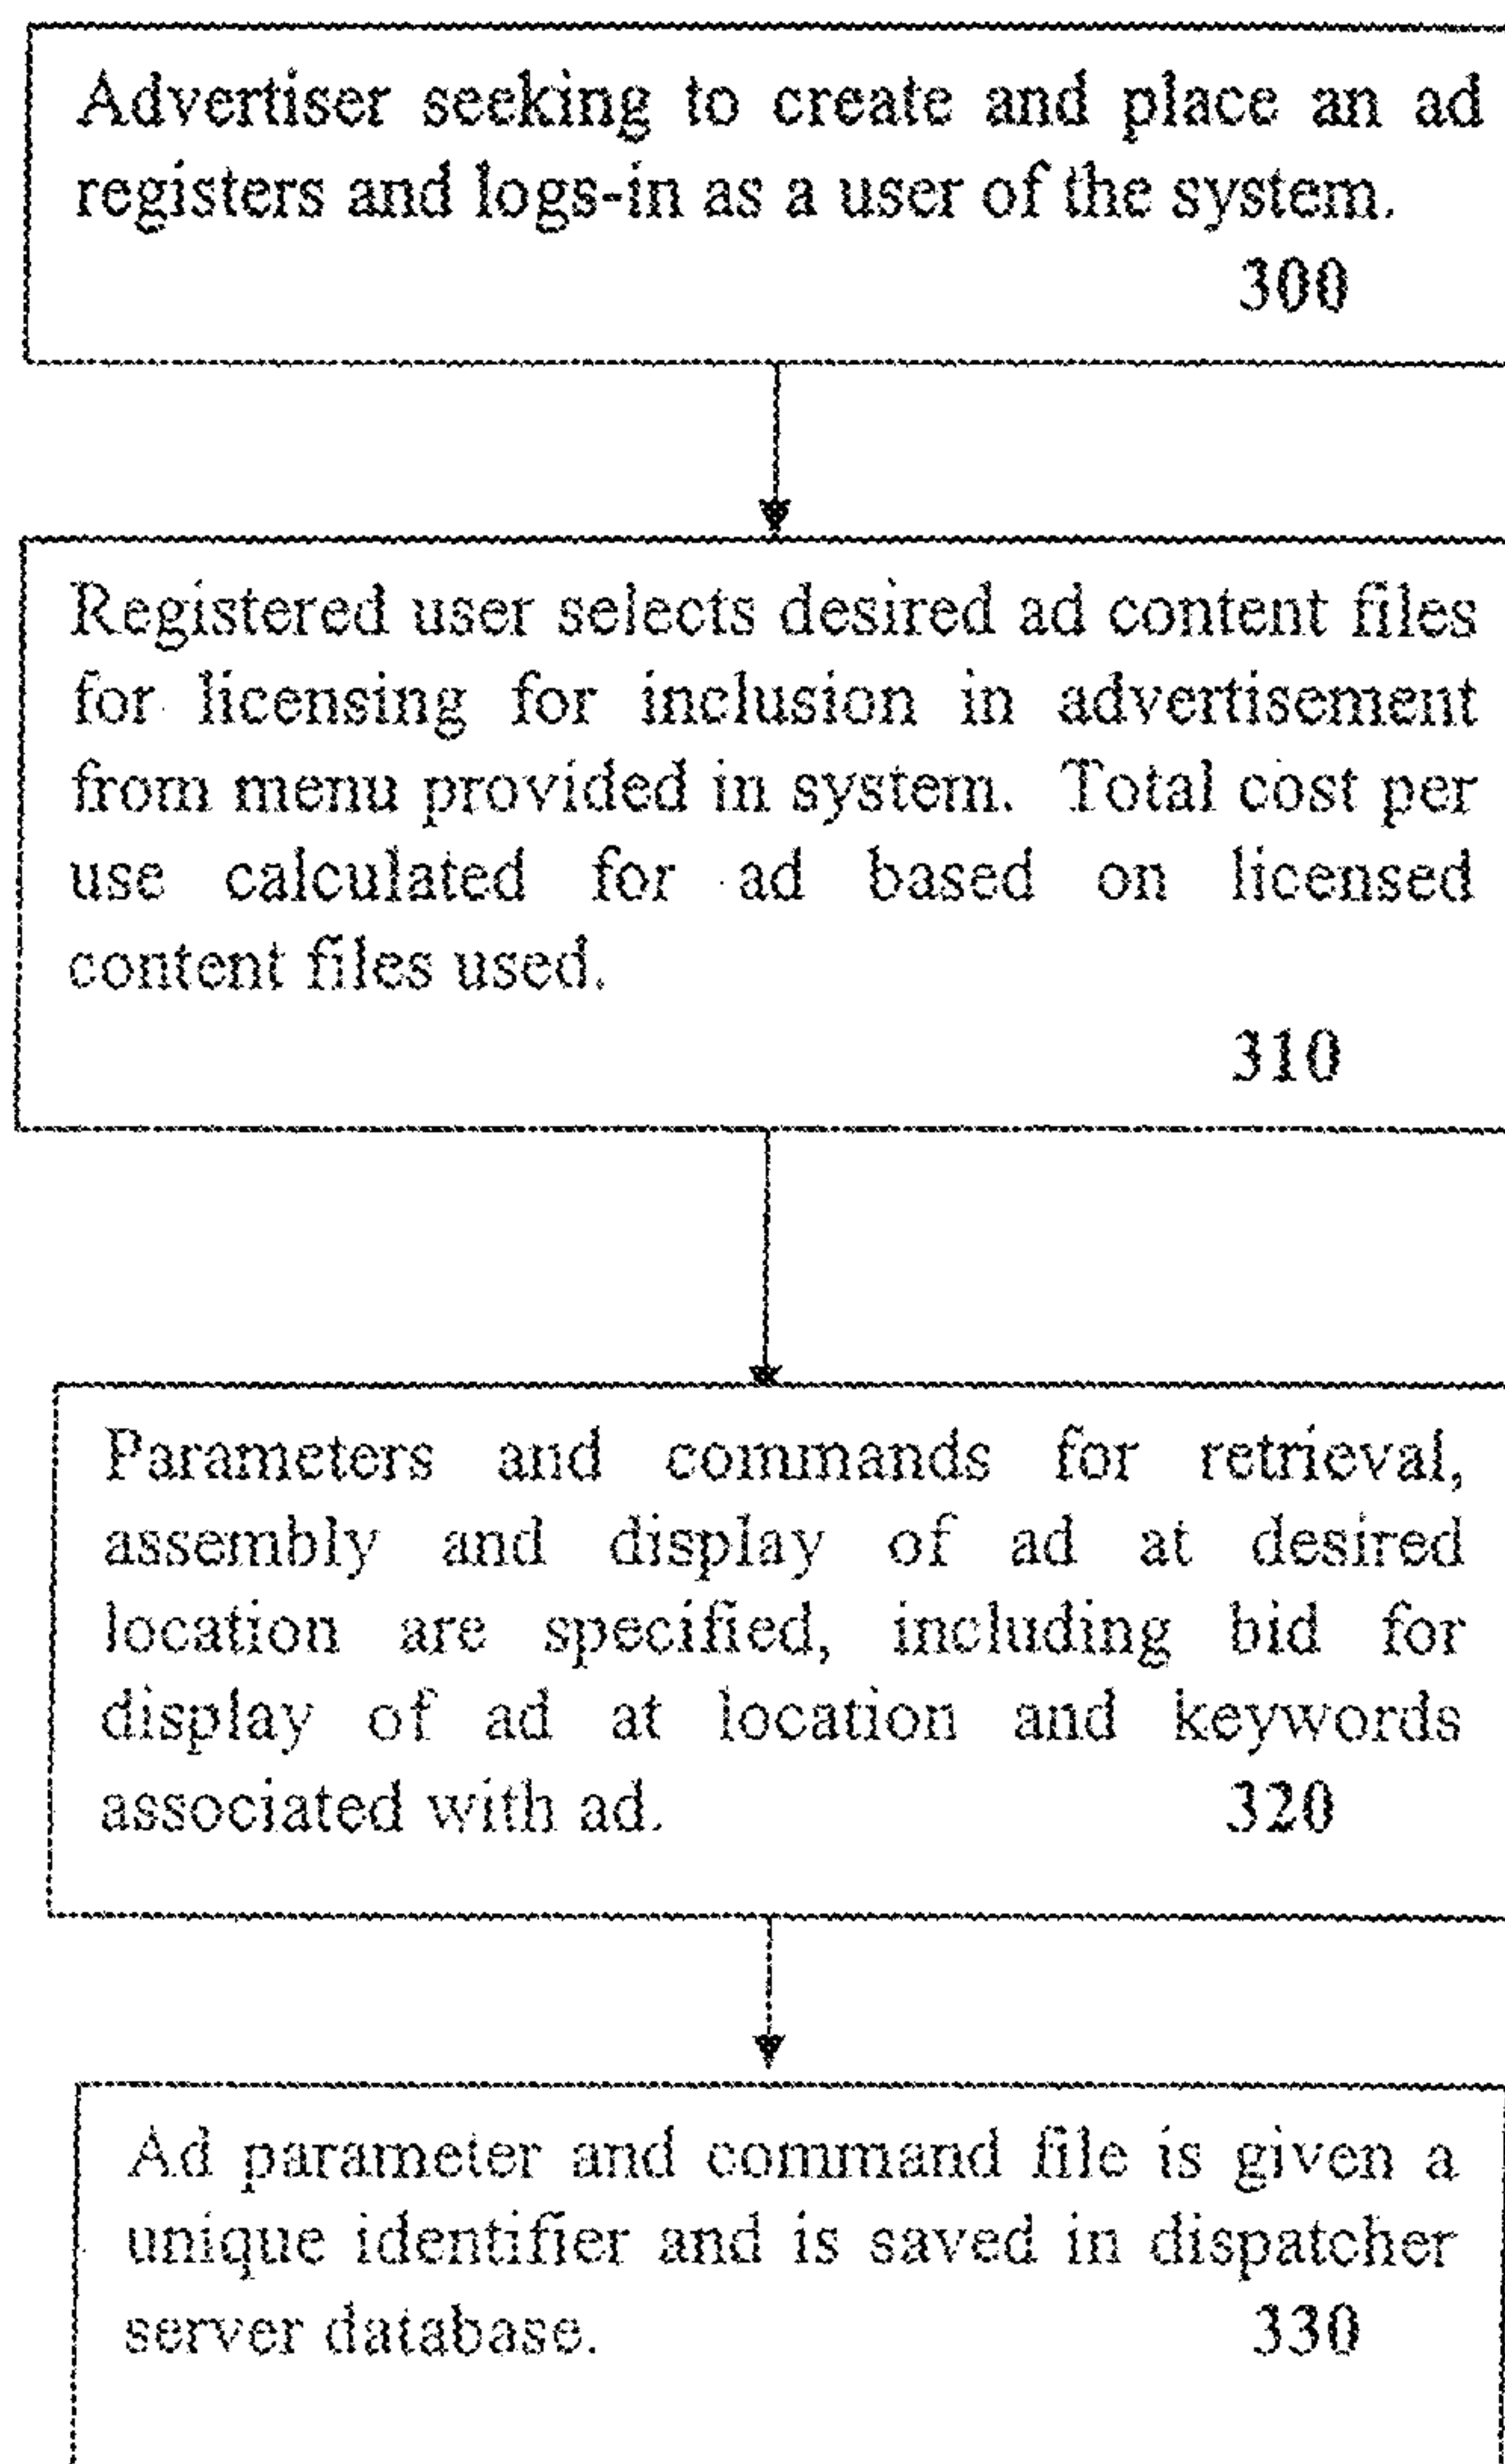 Advertiser seeking to create and place an ad
registers and logs-in as a user of the system.
300
Registered user selects desired ad content files
for licensing for inclusion in advertisement
from menu provided in system. Total cost per
use calculated for ad based on licensed
content files used.
310
Parameters and commands for retrieval,
assembly and display of ad at desired
location are specified, including bid for
display of ad at location and keywords
associated with ad. 320
Ad parameter and command file is given a
unique identifier and is saved in dispatcher
server database. 330